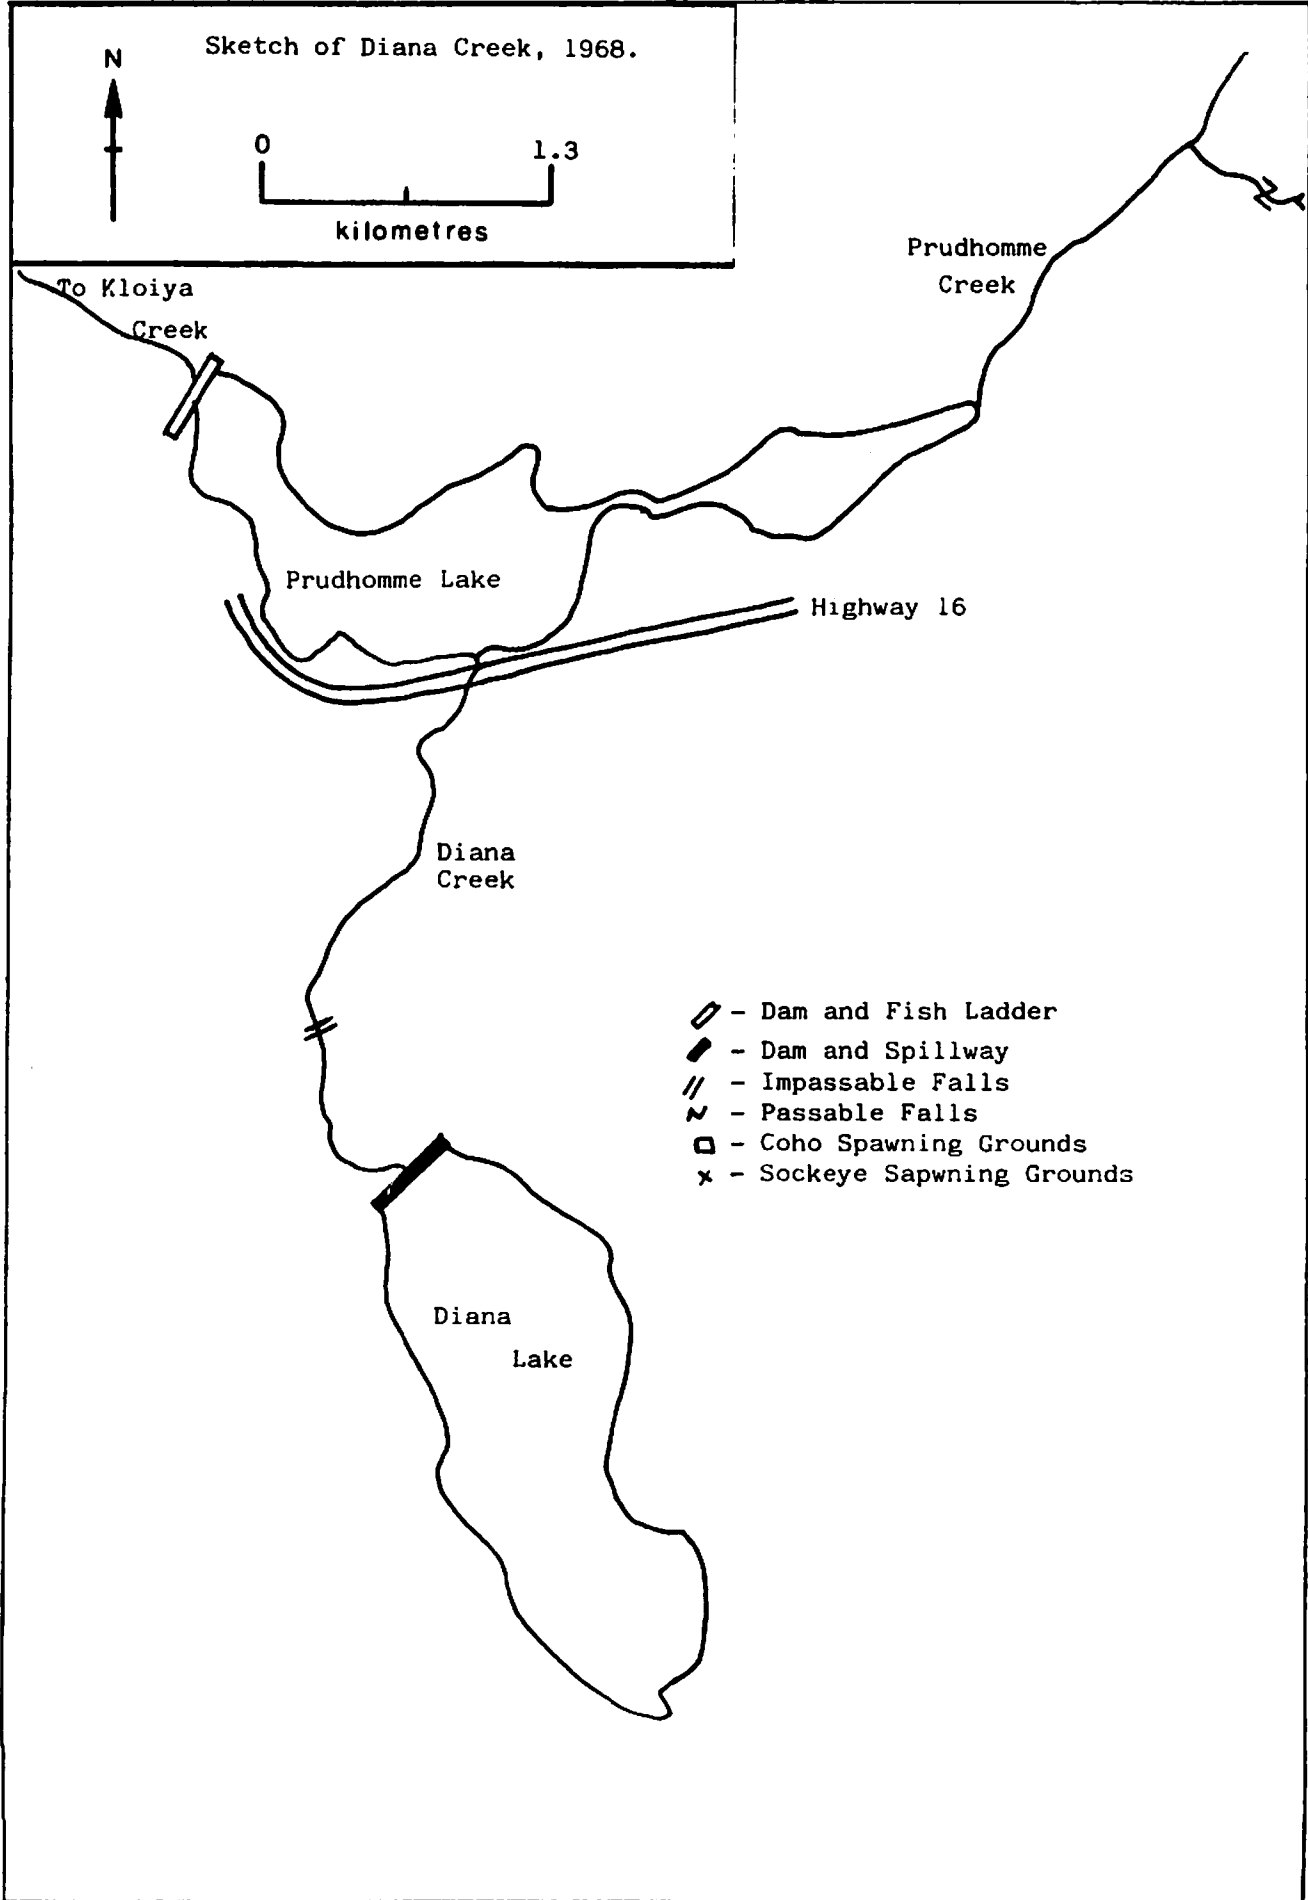 Sketch of Diana Creek, 1968.
N
0 1.3
kilometres
To Kloiya
Creek
Prudhomme
Creek
Prudhomme Lake
Highway 16
Diana
Creek
- Dam and Fish Ladder
- Dam and Spillway
- Impassable Falls
- Passable Falls
- Coho Spawning Grounds
- Sockeye Sapwning Grounds
Diana
Lake